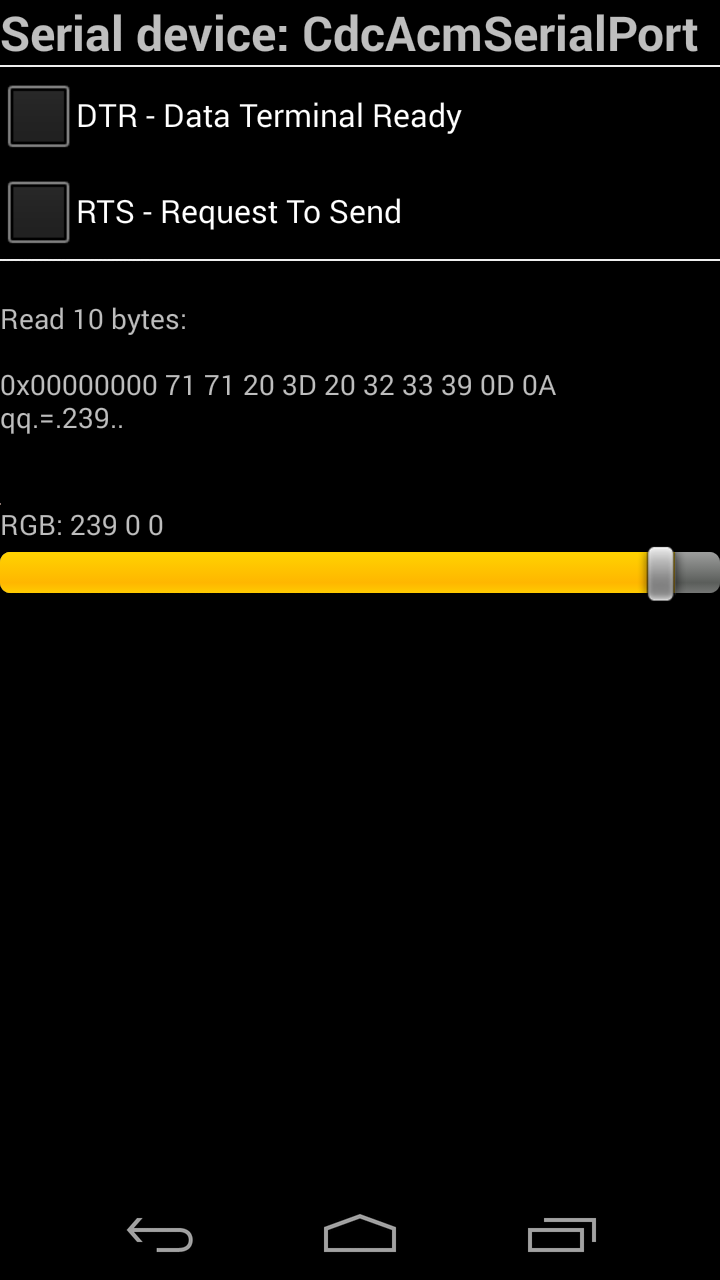 Serial device: CdcAcmSerialPort
DTR - Data Terminal Ready
RTS - Request To Send
Read 10 bytes:
0x00000000 71 71 20 3D 20 32 33 39 0D 0A
qq.=.239..
RGB: 239 0 0